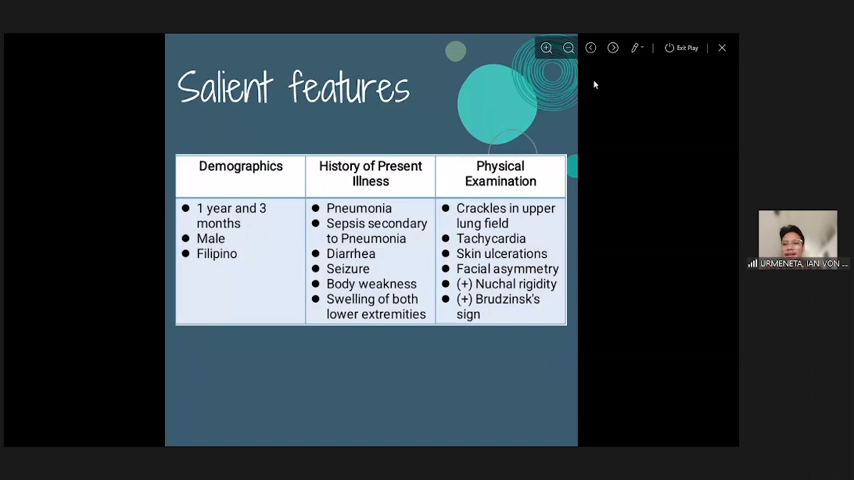 Exit Play
Salient features
Demographics
History of Present
Illness
Physical
Examination
1 year and 3
months
Male
Filipino
Pneumonia
Sepsis secondary
to Pneumonia
Diarrhea
Seizure
Body weakness
Swelling of both
lower extremities
Crackles in upper
lung field
Tachycardia
Skin ulcerations
Facial asymmetry
(+) Nuchal rigidity
(+) Brudzinsk's
sign
URMENETA, IAN VON ...